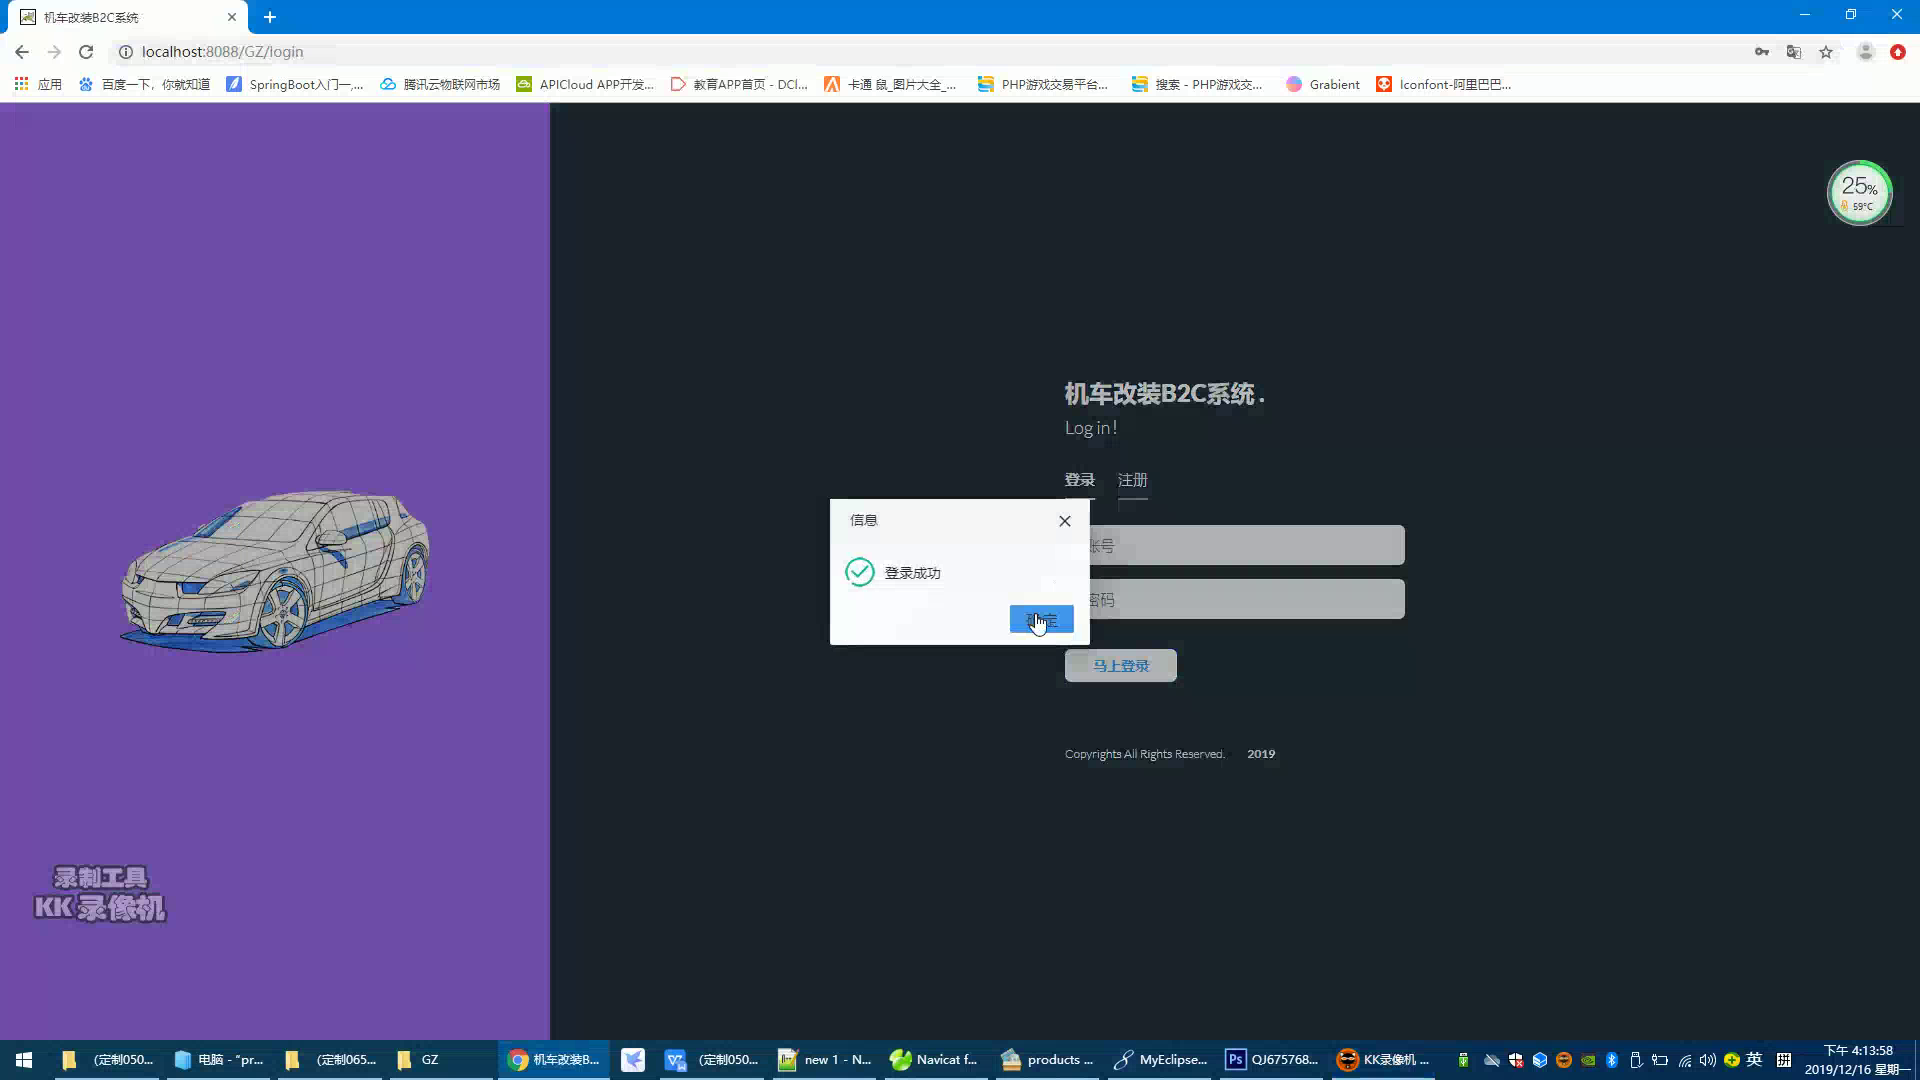 机车改装B2C系统
localhost:8088/GZ/login
应用
百度一下，你就知道
SpringBoot入门一,...
腾讯云物联网市场
APICloud APP开发...
教育APP首页 - DCl...
卡通 鼠_图片大全_...
PHP游戏交易平台...
搜索 - PHP游戏交...
Grabient
Iconfont-阿里巴巴...
25%
59°C
机车改装B2C系统 .
Log in !
登录 注册
信息
账号
登录成功
密码
确定
马上登录
Copyrights All Rights Reserved. 2019
录制工具
KK 录像机
(定制050...
电脑 - "pr...
(定制065...
GZ
机车改装B...
(定制050...
new 1 - N...
Navicat f...
products ...
MyEclipse...
Ps
QJ675768...
KK录像机 ...
英
拼
下午 4:13:58
2019/12/16 星期一